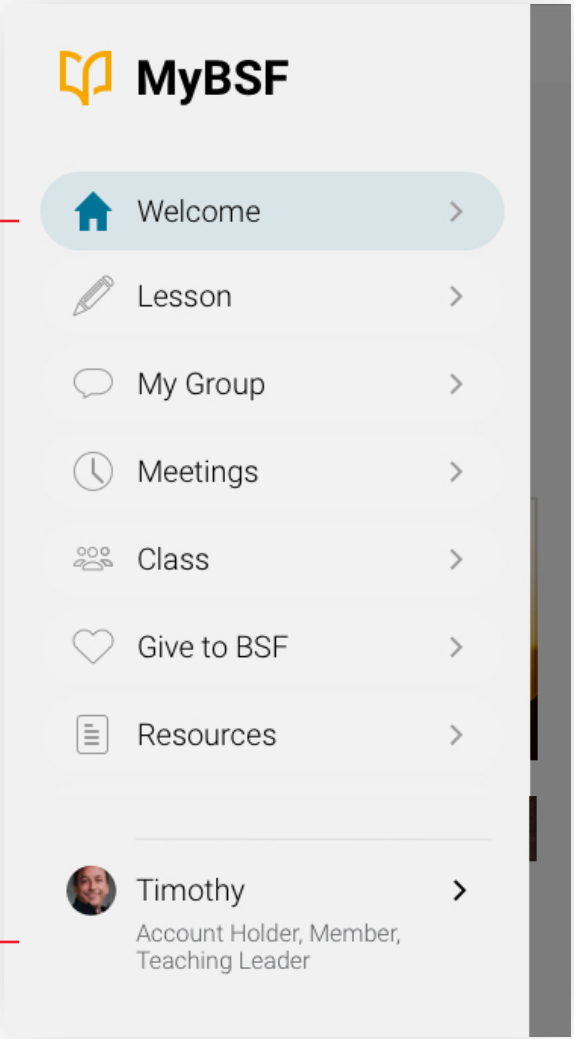 MyBSF
Welcome
Lesson
My Group
Meetings
Class
Give to BSF
Resources
Timothy
Account Holder, Member,
Teaching Leader